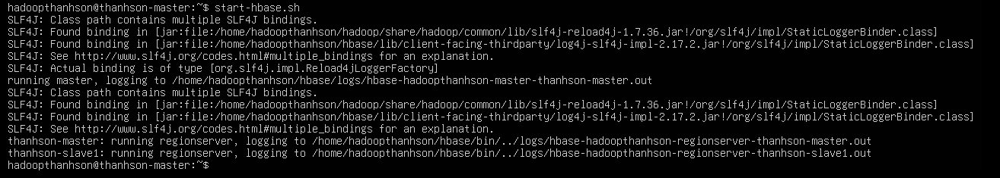 hadoopthanhson@thanhson-master:~$ start-hbase.sh
SLF4J: Class path contains multiple SLF4J bindings.
SLF4J: Found binding in [jar:file:/home/hadoopthanhson/hadoop/share/hadoop/common/lib/slf4j-reload4j-1.7.36.jar!/org/slf4j/impl/StaticLoggerBinder.class]
SLF4J: Found binding in [jar:file:/home/hadoopthanhson/hbase/lib/client-facing-thirdparty/log4j-slf4j-impl-2.17.2.jar!/org/slf4j/impl/StaticLoggerBinder.class]
SLF4J: See http://www.slf4j.org/codes.html#multiple_bindings for an explanation.
SLF4J: Actual binding is of type [org.slf4j.impl.Reload4jLoggerFactory]
running master, logging to /home/hadoopthanhson/hbase/logs/hbase-hadoopthanhson-master-thanhson-master.out
SLF4J: Class path contains multiple SLF4J bindings.
SLF4J: Found binding in [jar:file:/home/hadoopthanhson/hadoop/share/hadoop/common/lib/slf4j-reload4j-1.7.36.jar!/org/slf4j/impl/StaticLoggerBinder.class]
SLF4J: Found binding in [jar:file:/home/hadoopthanhson/hbase/lib/client-facing-thirdparty/log4j-slf4j-impl-2.17.2.jar!/org/slf4j/impl/StaticLoggerBinder.class]
SLF4J: See http://www.slf4j.org/codes.html#multiple_bindings for an explanation.
thanhson-master: running regionserver, logging to /home/hadoopthanhson/hbase/bin/../logs/hbase-hadoopthanhson-regionserver-thanhson-master.out
thanhson-slave1: running regionserver, logging to /home/hadoopthanhson/hbase/bin/../logs/hbase-hadoopthanhson-regionserver-thanhson-slave1.out
hadoopthanhson@thanhson-master:~$